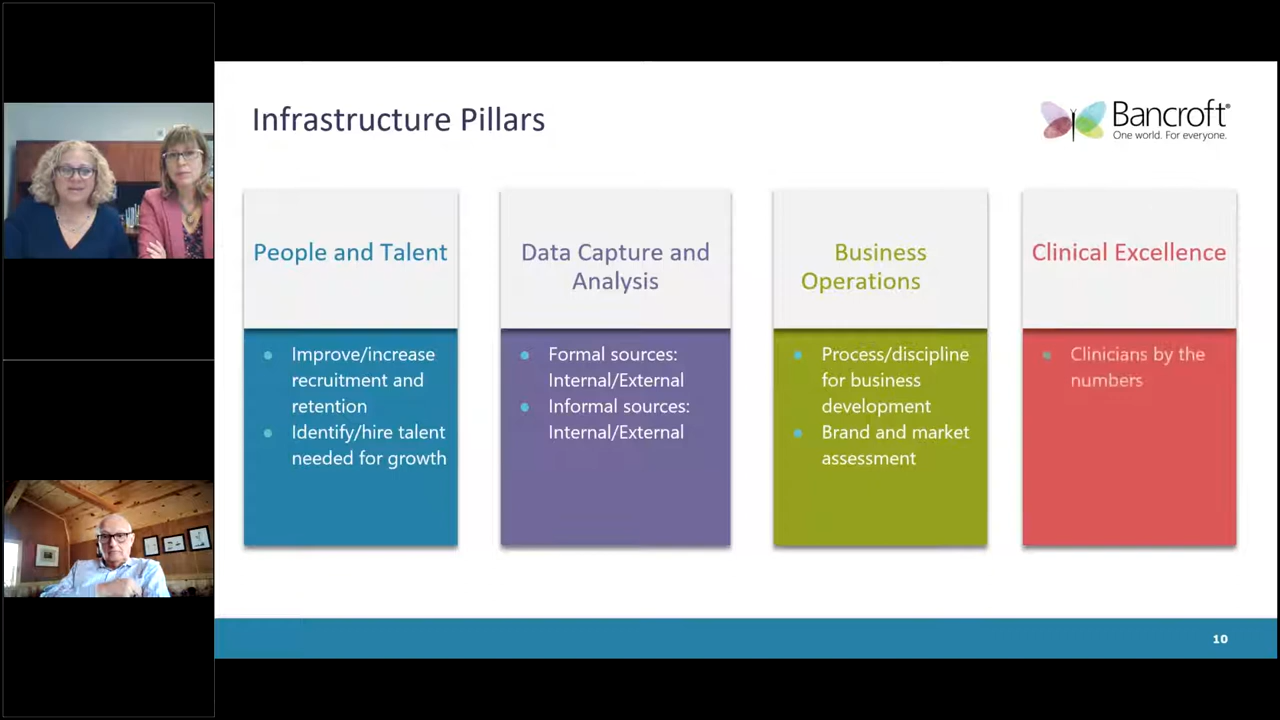 Infrastructure Pillars
Bancroft®
One world. For everyone.
People and Talent
• Improve/increase
recruitment and
retention
• Identify/hire talent
needed for growth
Data Capture and
Analysis
• Formal sources:
Internal/External
• Informal sources:
Internal/External
Business
Operations
• Process/discipline
for business
development
• Brand and market
assessment
Clinical Excellence
• Clinicians by the
numbers
10